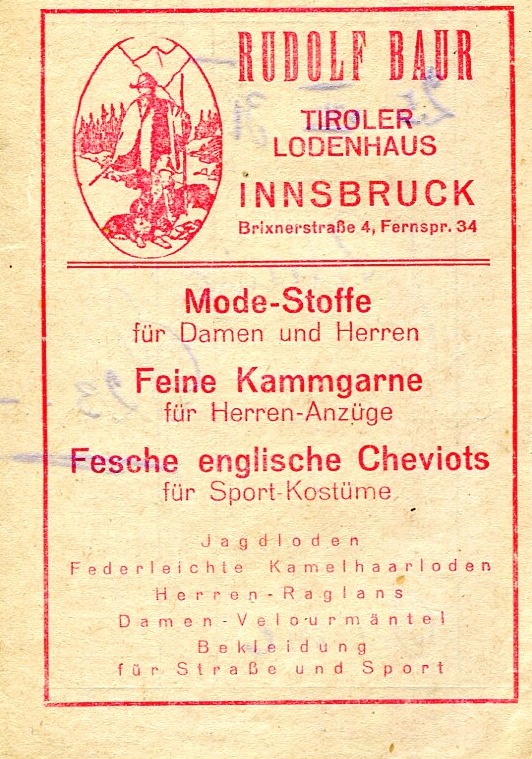 RUDOLF BAUR
TIROLER
LODENHAUS
INNSBRUCK
Brixnerstraße 4, Fernspr. 34
Mode-Stoffe
für Damen und Herren
Feine Kammgarne
für Herren-Anzüge
Fesche englische Cheviots
für Sport-Kostüme
Jagdloden
Federleichte Kamelhaarloden
Herren-Raglans
Damen-Velourmäntel
Bekleidung
für Straße und Sport